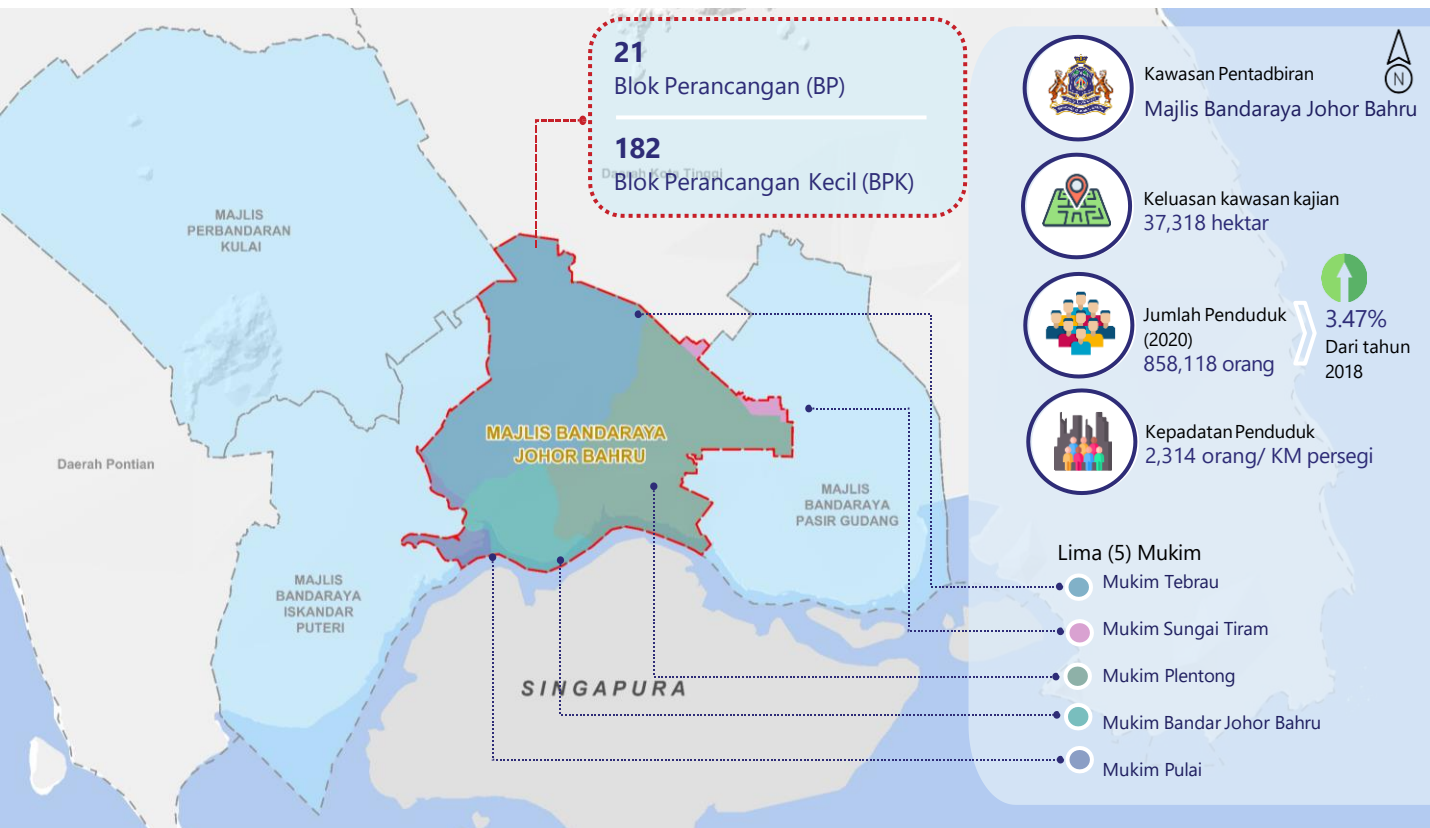 21
Blok Perancangan (BP)
182
Blok Perancangan Kecil (BPK)
Daerah Kota Tinggi
MAJLIS
PERBANDARAN
KULAI
MAJLIS BANDARAYA
JOHOR BAHRU
Daerah Pontian
MAJLIS
BANDARAYA
PASIR GUDANG
MAJLIS
BANDARAYA
ISKANDAR
PUTERI
SINGAPURA
N
Kawasan Pentadbiran
Majlis Bandaraya Johor Bahru
Keluasan kawasan kajian
37,318 hektar
Jumlah Penduduk
(2020)
858,118 orang
3.47%
Dari tahun
2018
Kepadatan Penduduk
2,314 orang/ KM persegi
Lima (5) Mukim
Mukim Tebrau
Mukim Sungai Tiram
Mukim Plentong
Mukim Bandar Johor Bahru
Mukim Pulai